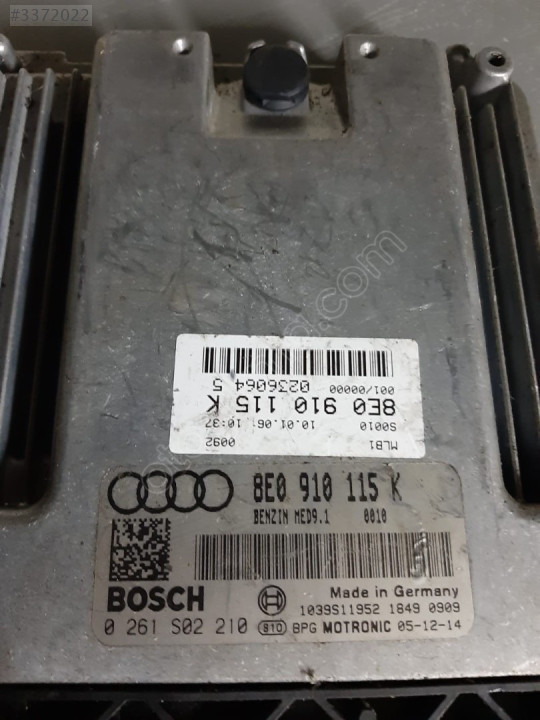 #3372022
001/00000 0236064 5
8E0 910 115 K
S0010 10.01.06 10:37
MLB1 0092
8E0 910 115 K
BENZIN MED9.1 0010
BOSCH
Made in Germany
1039S11952 1849 0909
0 261 S02 210 810 BPG MOTRONIC 05-12-14